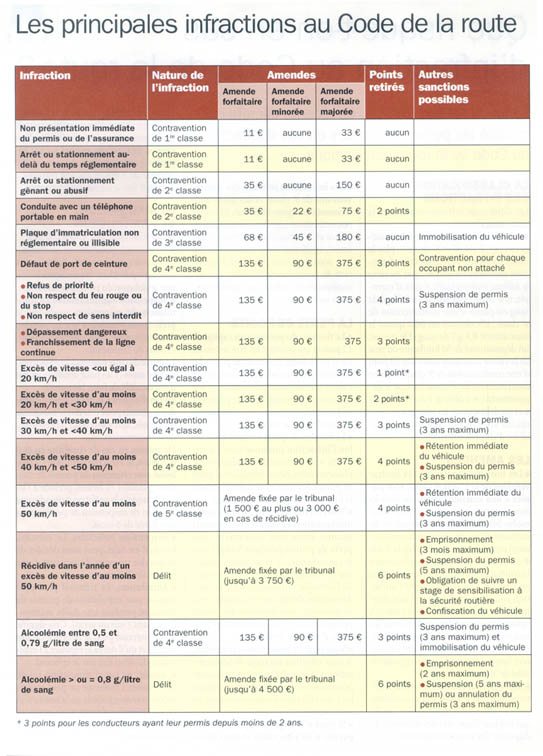 Les principales infractions au Code de la route
Infraction
Nature de
l'infraction
Amendes
Amende
forfaitaire
Amende
forfaitaire
minorée
Amende
forfaitaire
majorée
Points
retirés
Autres
sanctions
possibles
Non présentation immédiate
du permis ou de l'assurance
Contravention
de 1re classe
11 €
aucune
33 €
aucun
Arrêt ou stationnement au-
delà du temps réglementaire
Contravention
de 1re classe
11 €
aucune
33 €
aucun
Arrêt ou stationnement
gênant ou abusif
Contravention
de 2e classe
35 €
aucune
150 €
aucun
Conduite avec un téléphone
portable en main
Contravention
de 2e classe
35 €
22 €
75 €
2 points
Plaque d'immatriculation non
réglementaire ou illisible
Contravention
de 3e classe
68 €
45 €
180 €
aucun
Immobilisation du véhicule
Défaut de port de ceinture
Contravention
de 4e classe
135 €
90 €
375 €
3 points
Contravention pour chaque
occupant non attaché
• Refus de priorité
• Non respect du feu rouge ou
du stop
• Non respect de sens interdit
Contravention
de 4e classe
135 €
90 €
375 €
4 points
Suspension de permis
(3 ans maximum)
• Dépassement dangereux
• Franchissement de la ligne
continue
Contravention
de 4e classe
135 €
90 €
375
3 points
Excès de vitesse <ou égal à
20 km/h
Contravention
de 4e classe
135 €
90 €
375 €
1 point*
Excès de vitesse d'au moins
20 km/h et <30 km/h
Contravention
de 4e classe
135 €
90 €
375 €
2 points*
Excès de vitesse d'au moins
30 km/h et <40 km/h
Contravention
de 4e classe
135 €
90 €
375 €
3 points
Suspension de permis
(3 ans maximum)
Excès de vitesse d'au moins
40 km/h et <50 km/h
Contravention
de 4e classe
135 €
90 €
375 €
4 points
• Rétention immédiate
du véhicule
• Suspension du permis
(3 ans maximum)
Excès de vitesse d'au moins
50 km/h
Contravention
de 5e classe
Amende fixée par le tribunal
(1 500 € au plus ou 3 000 €
en cas de récidive)
4 points
• Rétention immédiate du
véhicule
• Suspension du permis
(3 ans maximum)
Récidive dans l'année d'un
excès de vitesse d'au moins
50 km/h
Délit
Amende fixée par le tribunal
(jusqu'à 3 750 €)
6 points
• Emprisonnement
(3 mois maximum)
• Suspension du permis
(5 ans maximum)
• Obligation de suivre un
stage de sensibilisation à
la sécurité routière
• Confiscation du véhicule
Alcoolémie entre 0,5 et
0,79 g/litre de sang
Contravention
de 4e classe
135 €
90 €
375 €
3 points
Suspension du permis
(3 ans maximum) et
immobilisation du véhicule
Alcoolémie > ou = 0,8 g/litre
de sang
Délit
Amende fixée par le tribunal
(jusqu'à 4 500 €)
6 points
• Emprisonnement
(2 ans maximum)
• Suspension (5 ans maxi-
mum) ou annulation du
permis (3 ans maximum)
* 3 points pour les conducteurs ayant leur permis depuis moins de 2 ans.